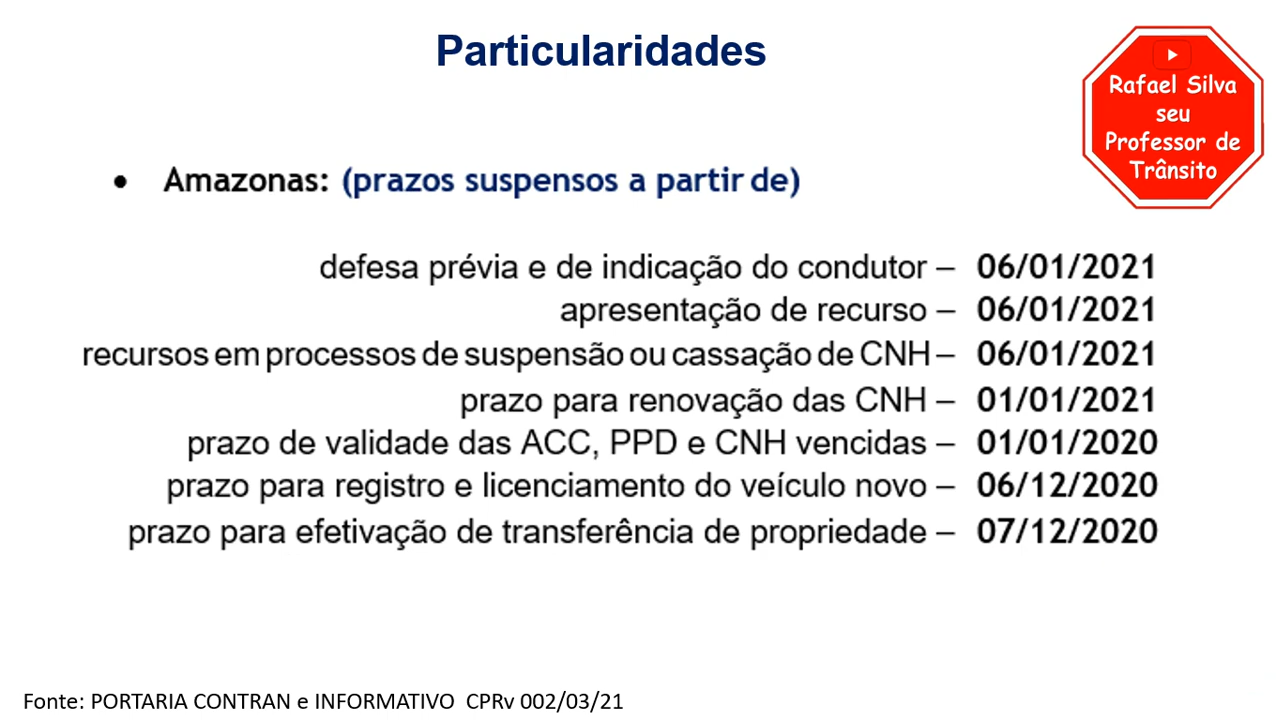 Particularidades
Rafael Silva
seu
Professor de
Trânsito
• Amazonas: (prazos suspensos a partir de)
defesa prévia e de indicação do condutor – 06/01/2021
apresentação de recurso – 06/01/2021
recursos em processos de suspensão ou cassação de CNH – 06/01/2021
prazo para renovação das CNH – 01/01/2021
prazo de validade das ACC, PPD e CNH vencidas – 01/01/2020
prazo para registro e licenciamento do veículo novo – 06/12/2020
prazo para efetivação de transferência de propriedade – 07/12/2020
Fonte: PORTARIA CONTRAN e INFORMATIVO CPRv 002/03/21